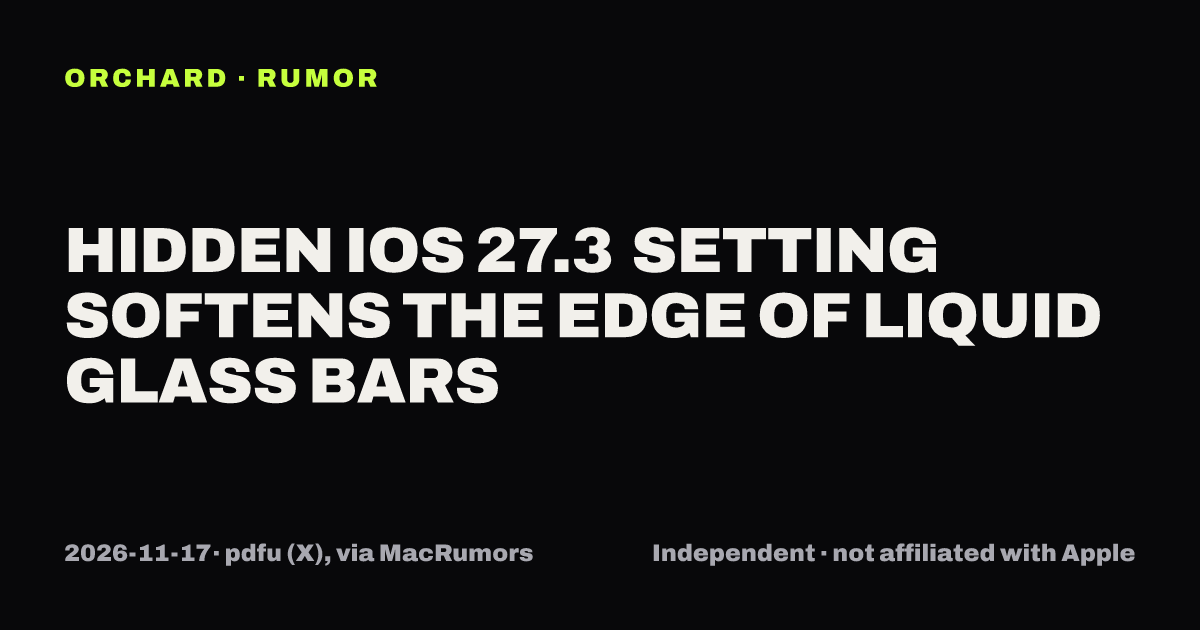 ORCHARD · RUMOR
HIDDEN IOS 27.3 SETTING
SOFTENS THE EDGE OF LIQUID
GLASS BARS
2026-11-17· pdfu (X), via MacRumors
Independent · not affiliated with Apple